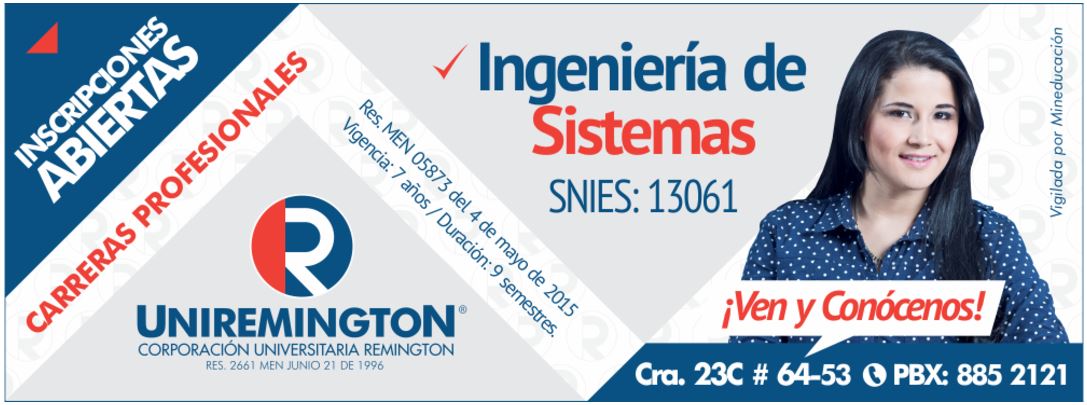 INSCRIPCIONES
ABIERTAS
CARRERAS PROFESIONALES
Res. MEN 05873 del 4 de mayo de 2015
Vigencia: 7 años / Duración: 9 semestres.
R
UNIREMINGTON®
CORPORACIÓN UNIVERSITARIA REMINGTON
RES. 2661 MEN JUNIO 21 DE 1996
✓ Ingeniería de
Sistemas
SNIES: 13061
Vigilada por Mineducación
¡Ven y Conócenos!
Cra. 23C # 64-53 PBX: 885 2121